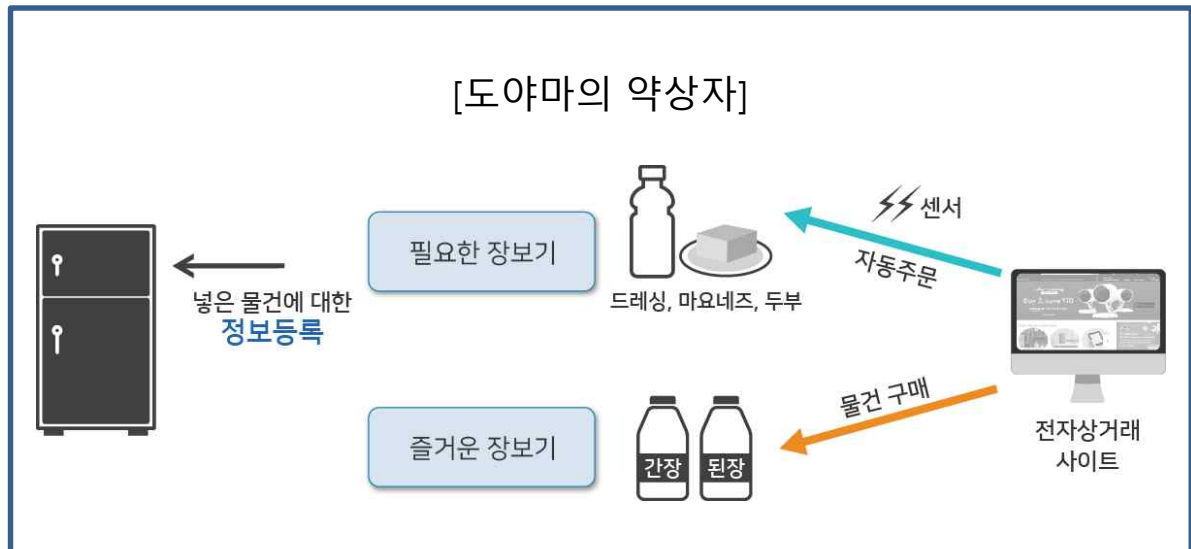 [도야마의 약상자]
센서
자동주문
필요한 장보기
드레싱, 마요네즈, 두부
넣은 물건에 대한
정보등록
물건 구매
즐거운 장보기
간장
된장
전자상거래
사이트